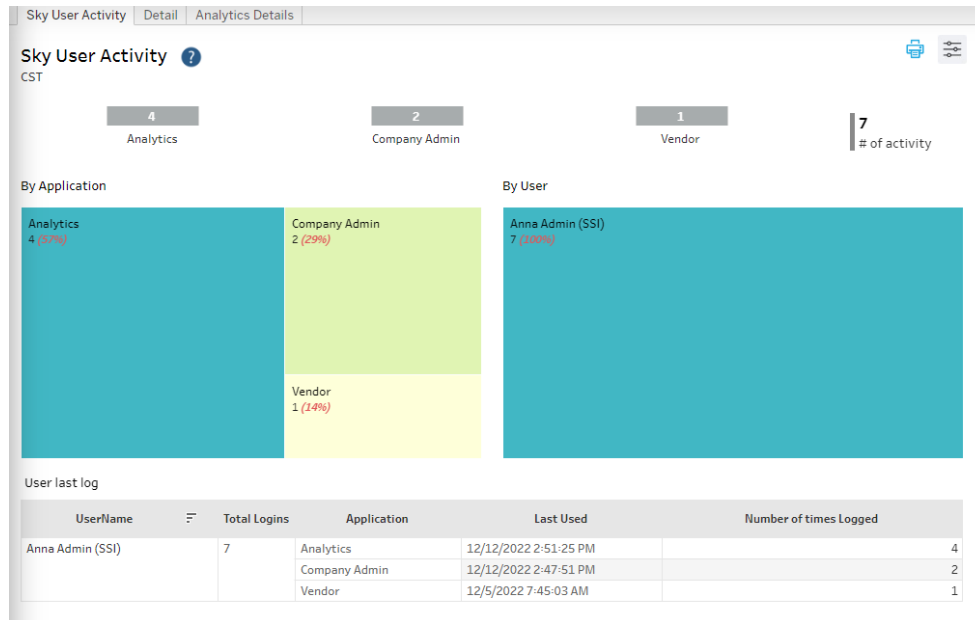 Sky User Activity Detail Analytics Details
Sky User Activity ?
CST
4 2 1 7
Analytics Company Admin Vendor # of activity
By Application By User
Analytics Company Admin Anna Admin (SSI)
4 (57%) 2 (29%) 7 (100%)
Vendor
1 (14%)
User last log
UserName Total Logins Application Last Used Number of times Logged
Anna Admin (SSI) 7 Analytics 12/12/2022 2:51:25 PM 4
Company Admin 12/12/2022 2:47:51 PM 2
Vendor 12/5/2022 7:45:03 AM 1